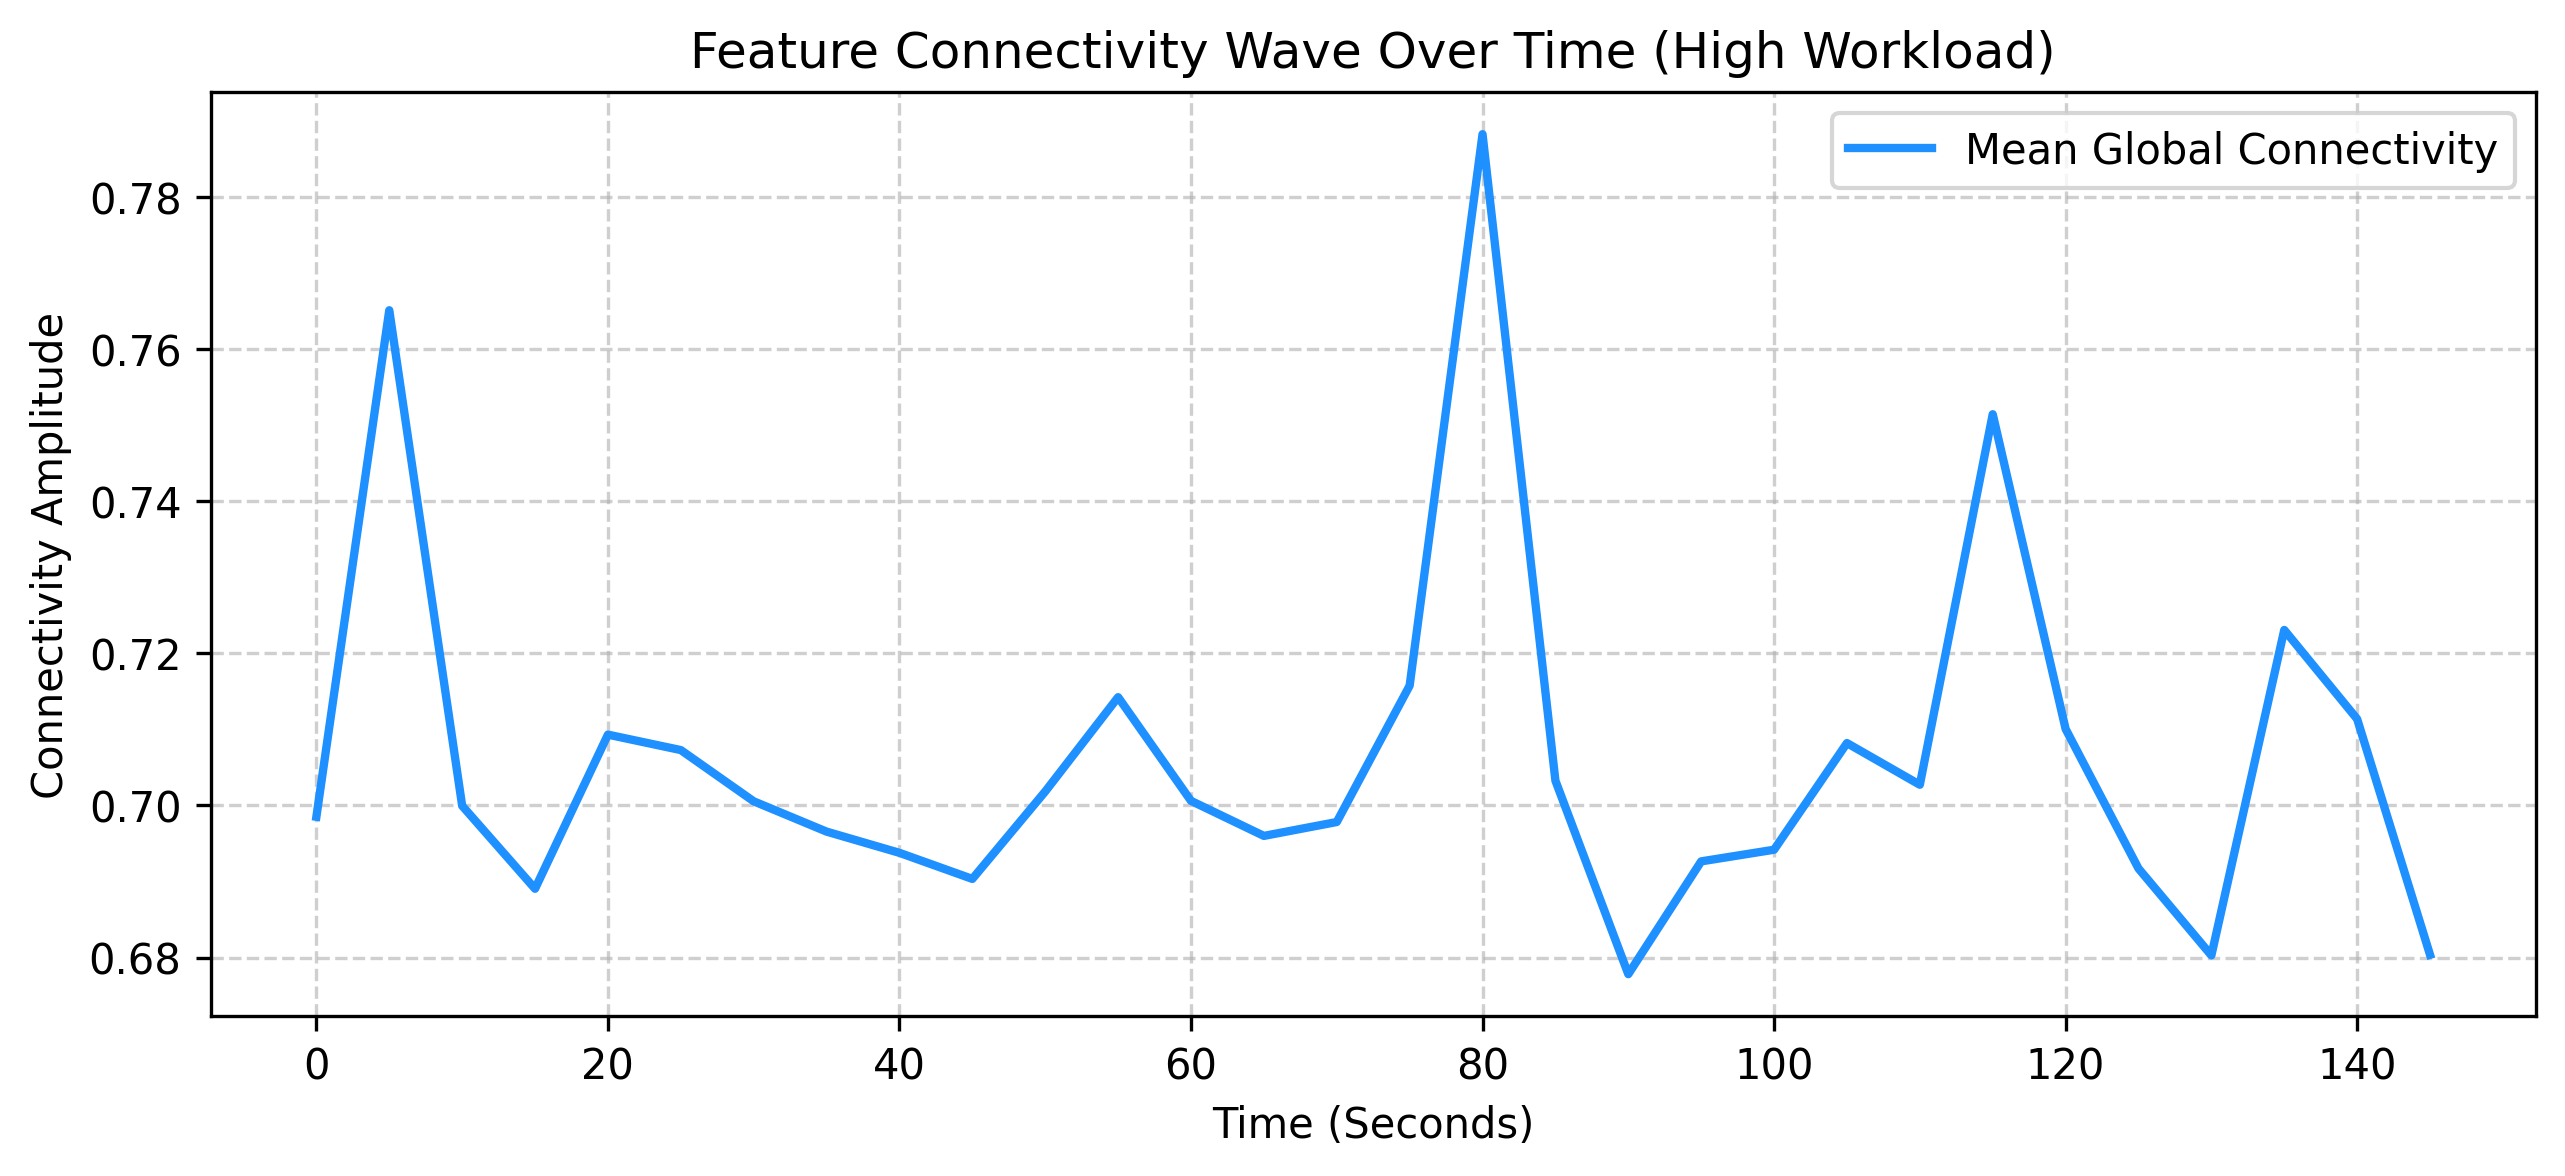 Feature Connectivity Wave Over Time (High Workload)
Mean Global Connectivity
Connectivity Amplitude
0.78
0.76
0.74
0.72
0.70
0.68
0 20 40 60 80 100 120 140
Time (Seconds)